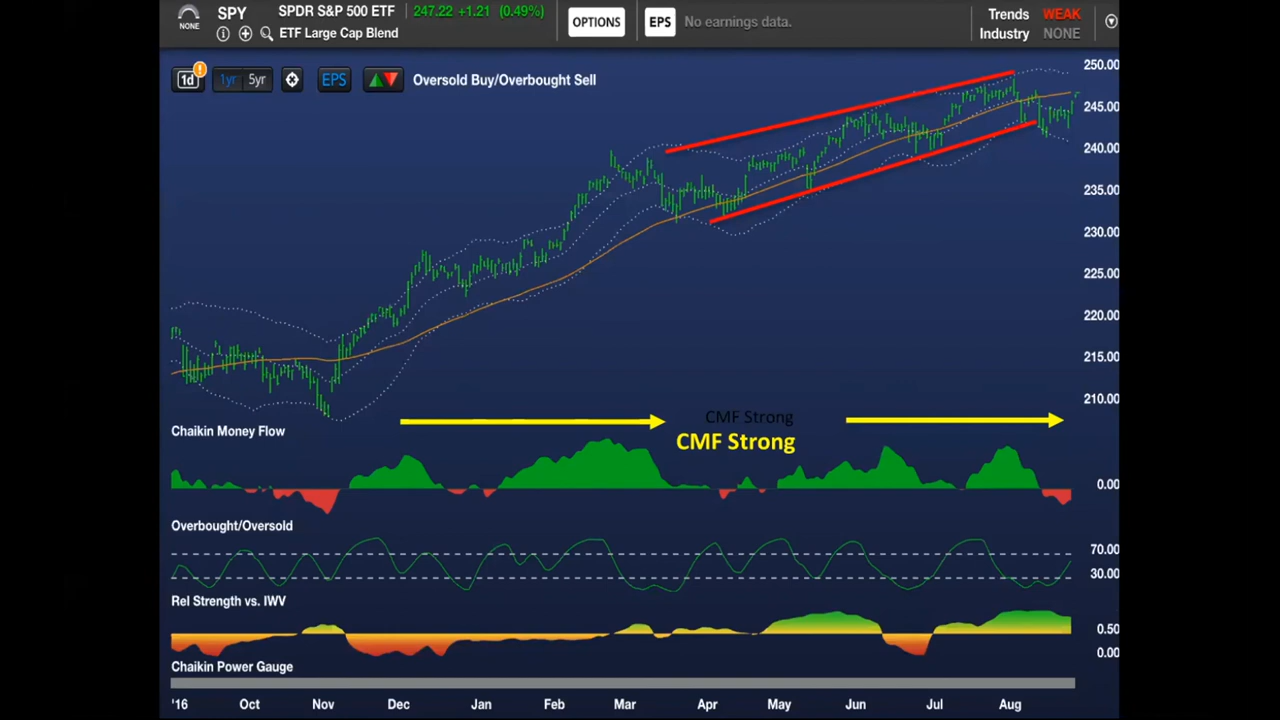 NONE
SPY
SPDR S&P 500 ETF
247.22 +1.21 (0.49%)
ETF Large Cap Blend
OPTIONS
EPS
No earnings data.
Trends WEAK
Industry NONE
1d
1yr 5yr
EPS
Oversold Buy/Overbought Sell
250.00
245.00
240.00
235.00
230.00
225.00
220.00
215.00
210.00
CMF Strong
CMF Strong
Chaikin Money Flow
0.00
Overbought/Oversold
70.00
30.00
Rel Strength vs. IWV
0.50
0.00
Chaikin Power Gauge
'16 Oct Nov Dec Jan Feb Mar Apr May Jun Jul Aug